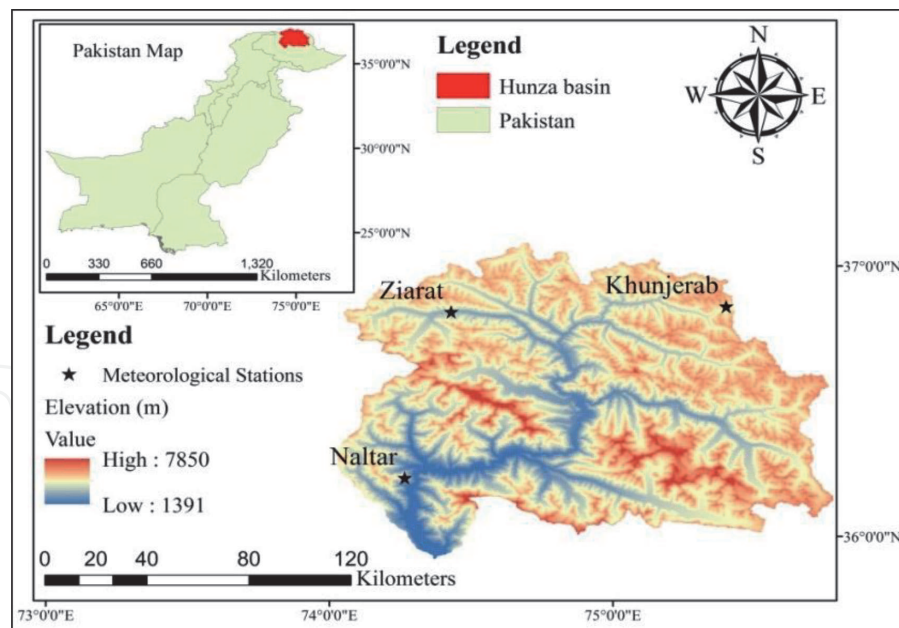 Pakistan Map
35°0'0"N
30°0'0"N
25°0'0"N
0 330 660 1,320
Kilometers
65°0'0"E 70°0'0"E 75°0'0"E
Legend
Hunza basin
Pakistan
N
W E
S
37°0'0"N
36°0'0"N
Ziarat
Khunjerab
Naltar
Legend
Meteorological Stations
Elevation (m)
Value
High : 7850
Low : 1391
0 20 40 80 120
Kilometers
73°0'0"E 74°0'0"E 75°0'0"E